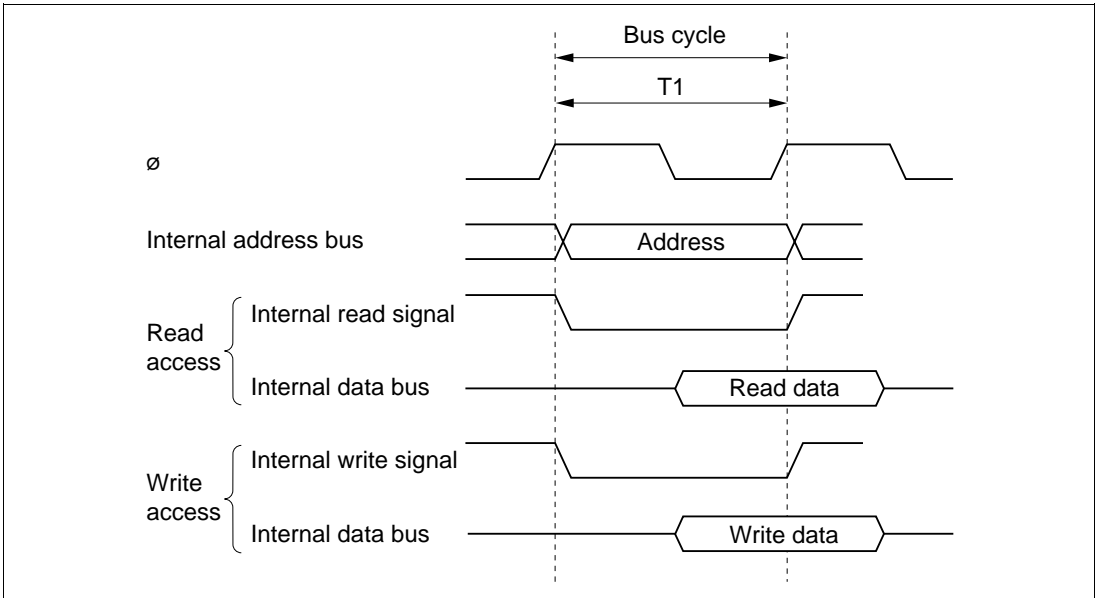 Bus cycle
T1
ø
Internal address bus
Address
Read
access
Internal read signal
Internal data bus
Read data
Write
access
Internal write signal
Internal data bus
Write data